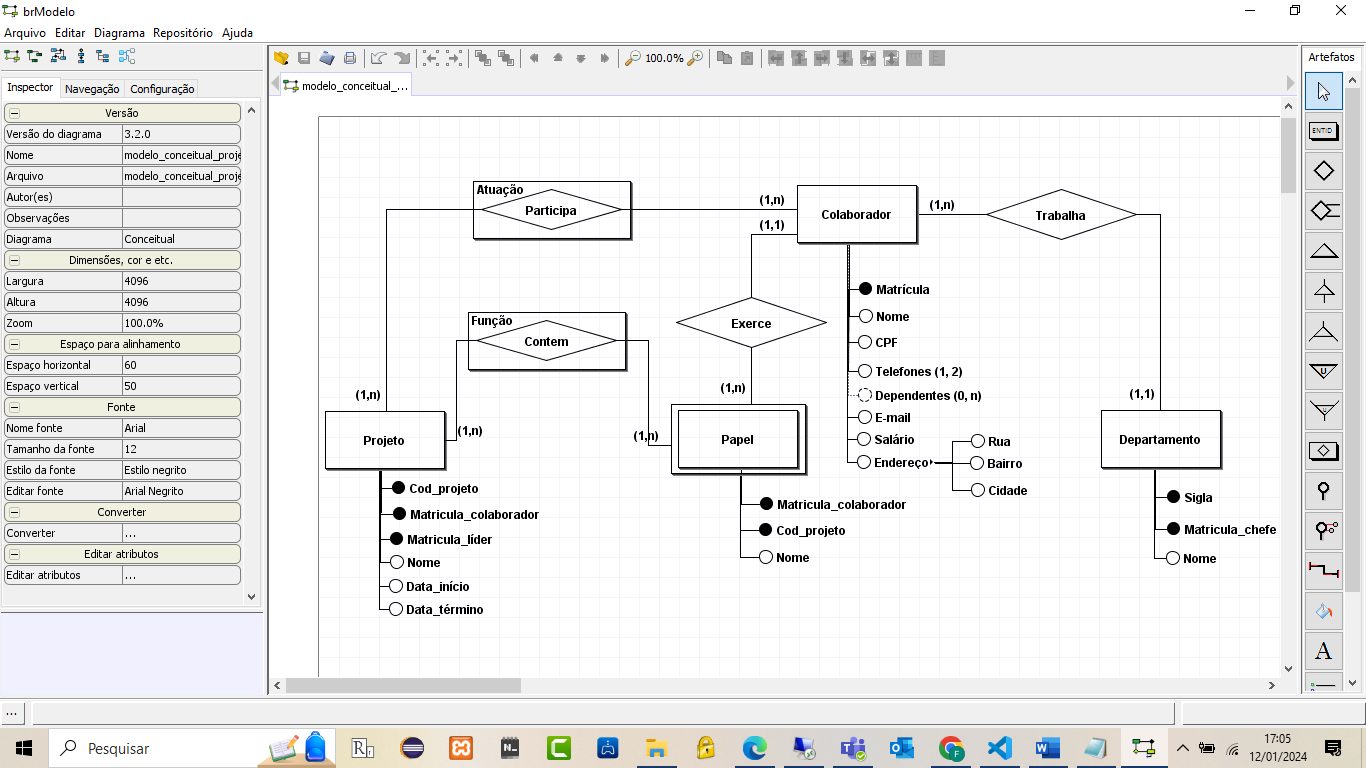 brModelo
Arquivo Editar Diagrama Repositório Ajuda
100.0%
Artefatos
Inspector Navegação Configuração
modelo_conceitual_...
Versão
Versão do diagrama 3.2.0
Nome modelo_conceitual_proje
Arquivo modelo_conceitual_proje
Autor(es)
Observações
Diagrama Conceitual
Dimensões, cor e etc.
Largura 4096
Altura 4096
Zoom 100.0%
Espaço para alinhamento
Espaço horizontal 60
Espaço vertical 50
Fonte
Nome fonte Arial
Tamanho da fonte 12
Estilo da fonte Estilo negrito
Editar fonte Arial Negrito
Converter
Converter ...
Editar atributos
Editar atributos ...
Atuação
Participa
(1,n)
Colaborador
(1,n)
Trabalha
(1,1)
Matrícula
Nome
CPF
Telefones (1, 2)
Dependentes (0, n)
E-mail
Salário
Endereço
Rua
Bairro
Cidade
Exerce
Função
Contem
(1,n)
(1,n)
(1,1)
Projeto
(1,n)
(1,n)
Papel
Departamento
Cod_projeto
Matricula_colaborador
Matricula_líder
Nome
Data_início
Data_término
Matricula_colaborador
Cod_projeto
Nome
Sigla
Matricula_chefe
Nome
ENTID
A
...
Pesquisar
17:05
12/01/2024